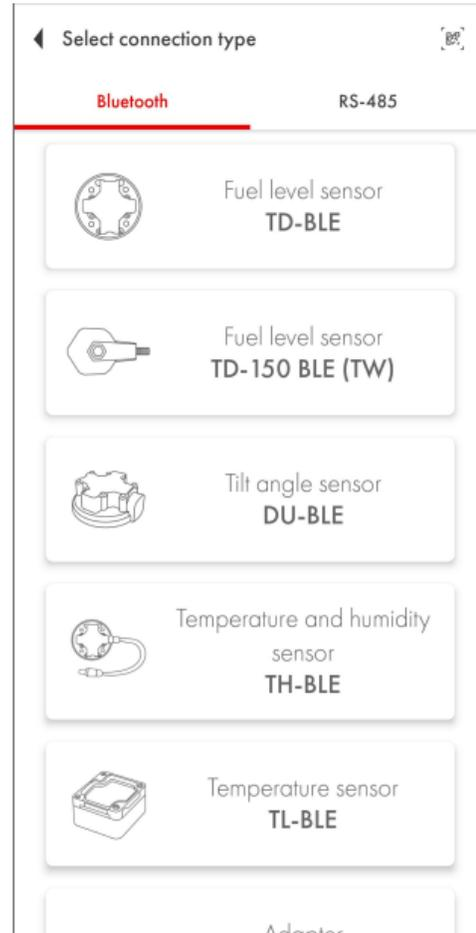 Select connection type
Bluetooth
RS-485
Fuel level sensor
TD-BLE
Fuel level sensor
TD-150 BLE (TW)
Tilt angle sensor
DU-BLE
Temperature and humidity
sensor
TH-BLE
Temperature sensor
TL-BLE
Adapter